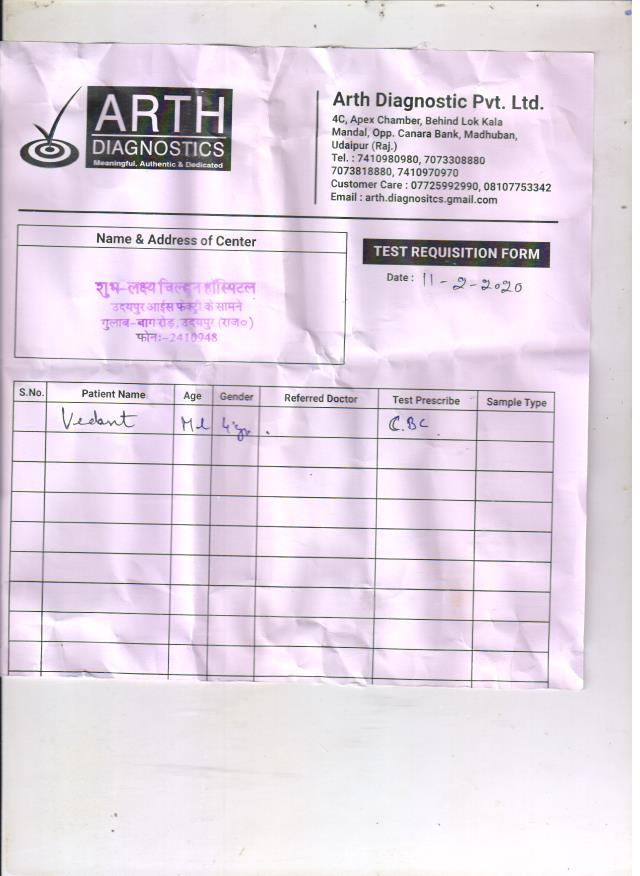 ARTH
DIAGNOSTICS
Meaningful, Authentic & Dedicated
Arth Diagnostic Pvt. Ltd.
4C, Apex Chamber, Behind Lok Kala
Mandal, Opp. Canara Bank, Madhuban,
Udaipur (Raj.)
Tel. : 7410980980, 7073308880
7073818880, 7410970970
Customer Care : 07725992990, 08107753342
Email : arth.diagnositcs.gmail.com
Name & Address of Center
शुभ-लक्ष्य चिल्ड्रन हॉस्पिटल
उदयपुर आईस फैक्ट्री के सामने
गुलाब-बाग रोड़, उदयपुर (राज०)
फोनः-2410948
TEST REQUISITION FORM
Date : 11-2-2020
S.No. Patient Name Age Gender Referred Doctor Test Prescribe Sample Type
Vedant Ml 4yr. CBC